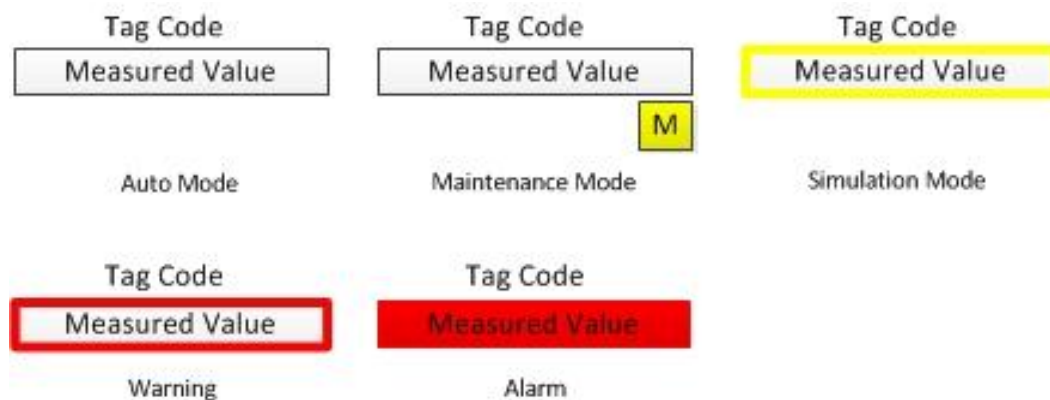 Tag Code Tag Code Tag Code
Measured Value Measured Value Measured Value
M
Auto Mode Maintenance Mode Simulation Mode
Tag Code Tag Code
Measured Value Measured Value
Warning Alarm